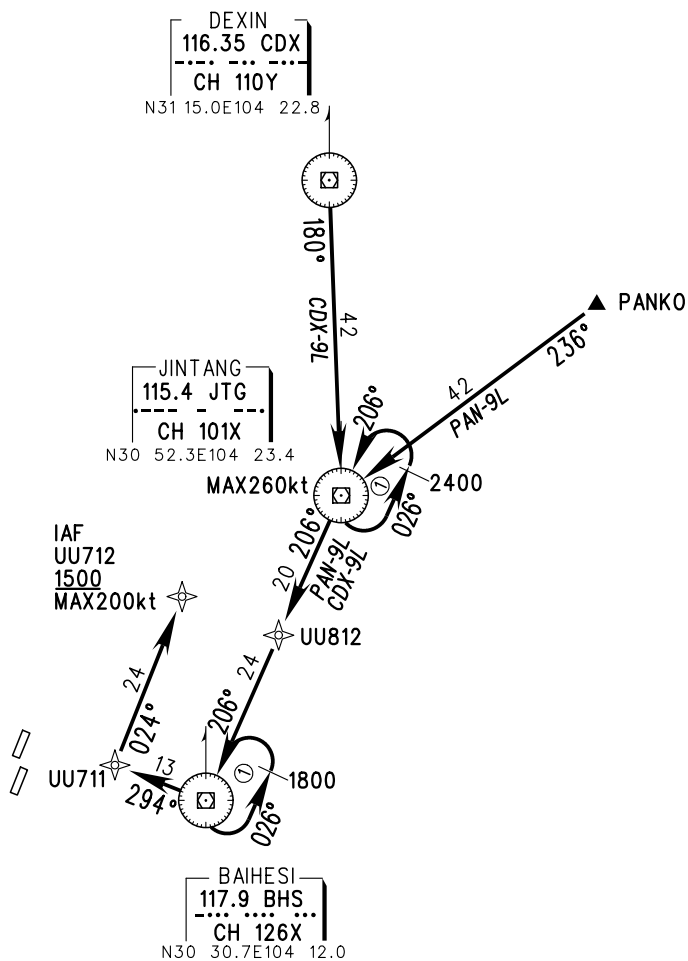 DEXIN
116.35 CDX
CH 110Y
N31 15.0E104 22.8
180°
CDX-9L
42
PANKO
236°
42
PAN-9L
JINTANG
115.4 JTG
CH 101X
N30 52.3E104 23.4
206°
MAX260kt
1
2400
026°
206°
20
PAN-9L
CDX-9L
IAF
UU712
1500
MAX200kt
UU812
24
24
024°
206°
UU711
13
294°
1
1800
026°
BAIHESI
117.9 BHS
CH 126X
N30 30.7E104 12.0